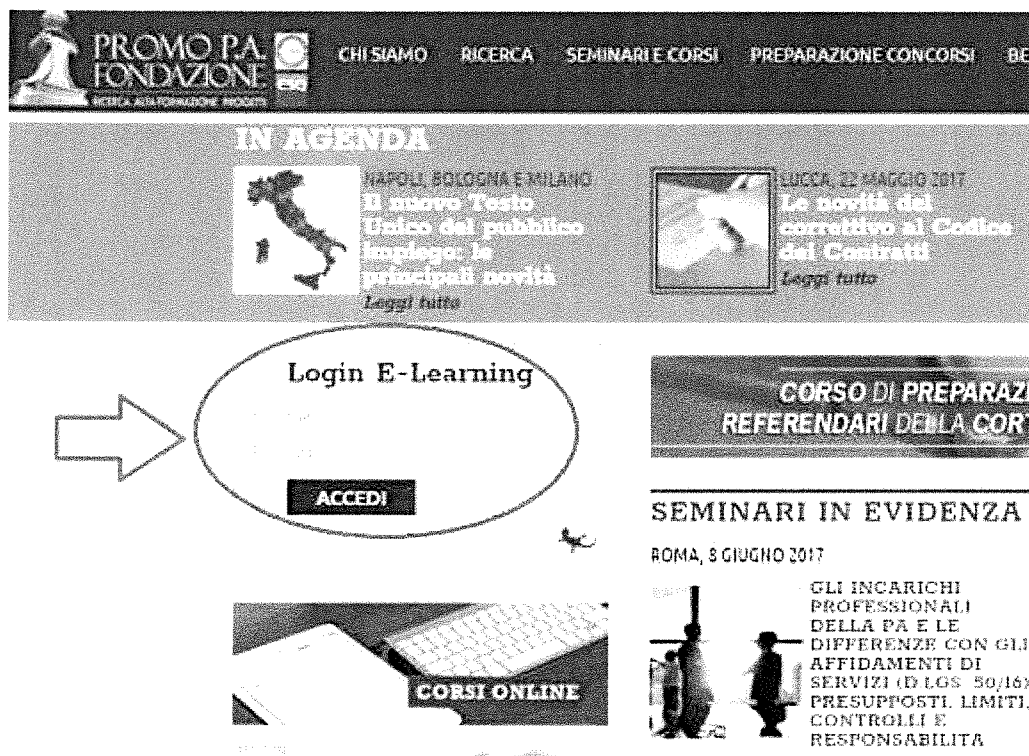 PROMO P.A.
FONDAZIONE
RICERCA ALTA FORMAZIONE PROGETTI
CHI SIAMO RICERCA SEMINARI E CORSI PREPARAZIONE CONCORSI BE
IN AGENDA
NAPOLI, BOLOGNA E MILANO
Il nuovo Testo
Unico del pubblico
impiego: le
principali novità
Leggi tutto
LUCCA, 22 MAGGIO 2017
Le novità del
correttivo al Codice
dei Contratti
Leggi tutto
Login E-Learning
ACCEDI
CORSI ONLINE
CORSO DI PREPARAZI
REFERENDARI DELLA CORT
SEMINARI IN EVIDENZA
ROMA, 8 GIUGNO 2017
GLI INCARICHI
PROFESSIONALI
DELLA PA E LE
DIFFERENZE CON GLI
AFFIDAMENTI DI
SERVIZI (D.LGS. 50/16)
PRESUPPOSTI, LIMITI,
CONTROLLI E
RESPONSABILITA